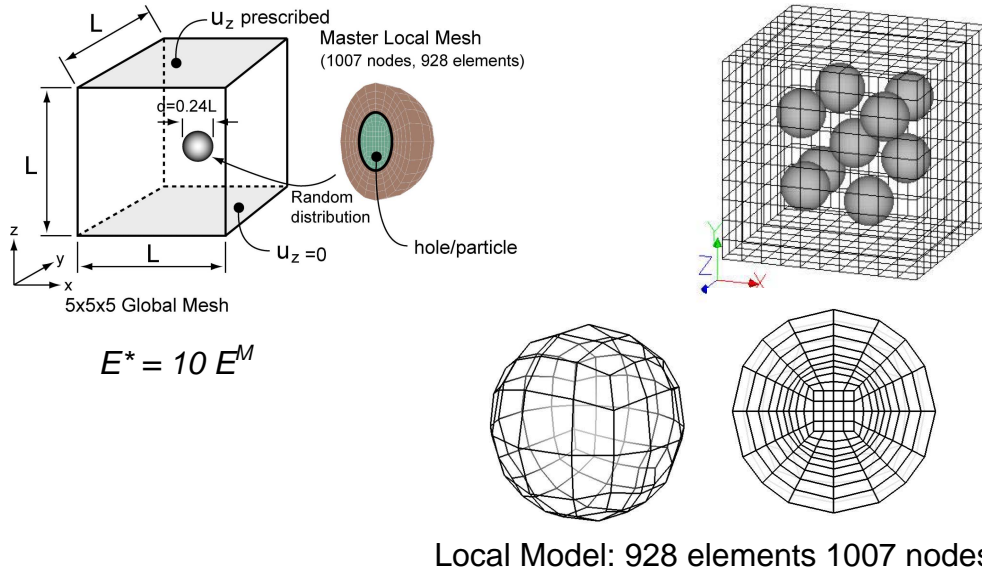 L
u_z prescribed
Master Local Mesh
(1007 nodes, 928 elements)
d=0.24L
L
Random
distribution
hole/particle
L
u_z =0
z
y
x
5x5x5 Global Mesh
E* = 10 E^M
Y
Z
X
Local Model: 928 elements 1007 nodes